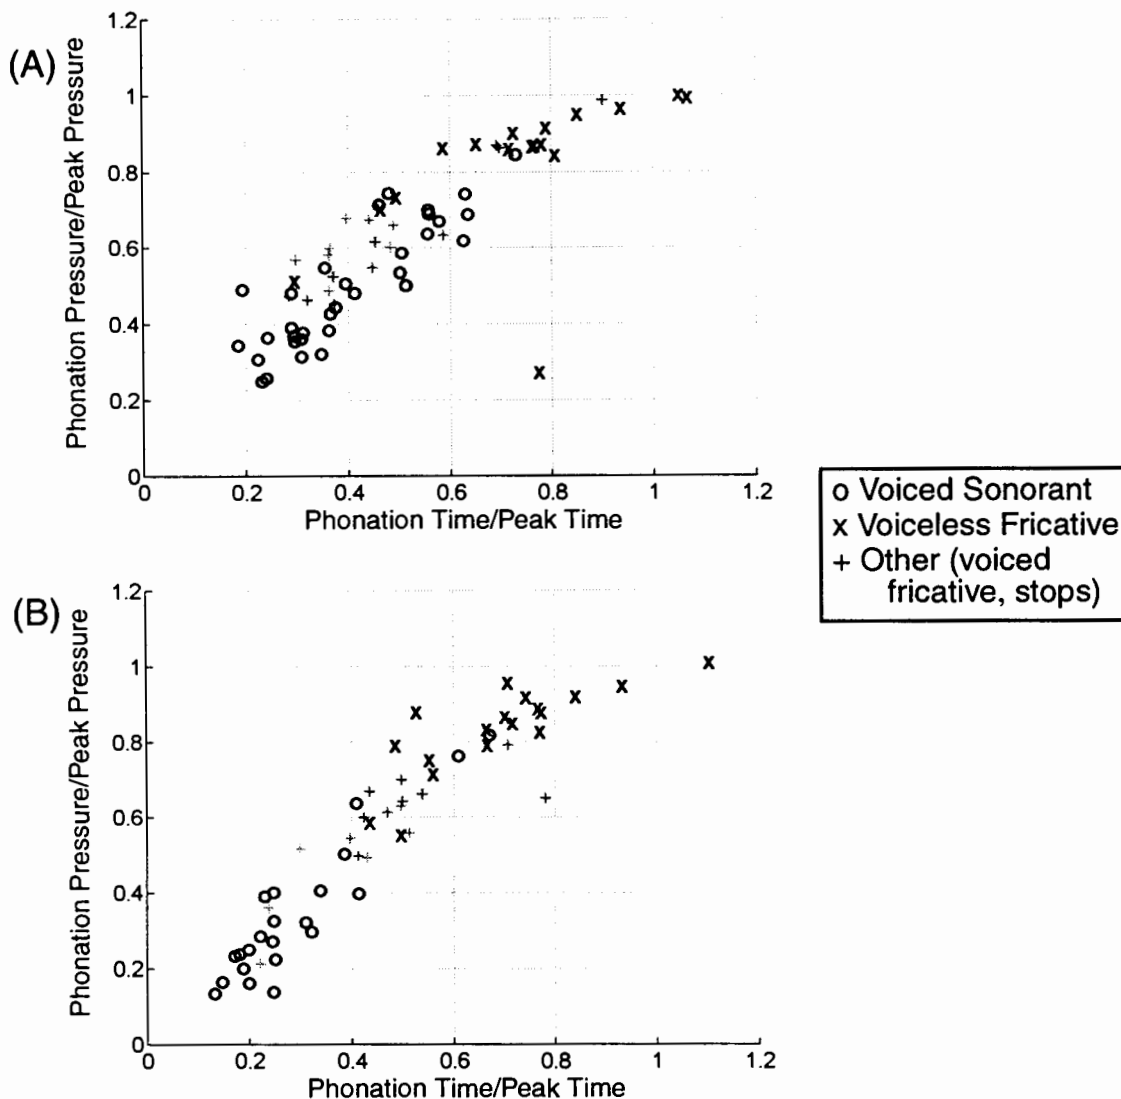 (A)
Phonation Pressure/Peak Pressure
1.2
1
0.8
0.6
0.4
0.2
0
0 0.2 0.4 0.6 0.8 1 1.2
Phonation Time/Peak Time
o Voiced Sonorant
x Voiceless Fricative
+ Other (voiced
fricative, stops)
(B)
Phonation Pressure/Peak Pressure
1.2
1
0.8
0.6
0.4
0.2
0
0 0.2 0.4 0.6 0.8 1 1.2
Phonation Time/Peak Time